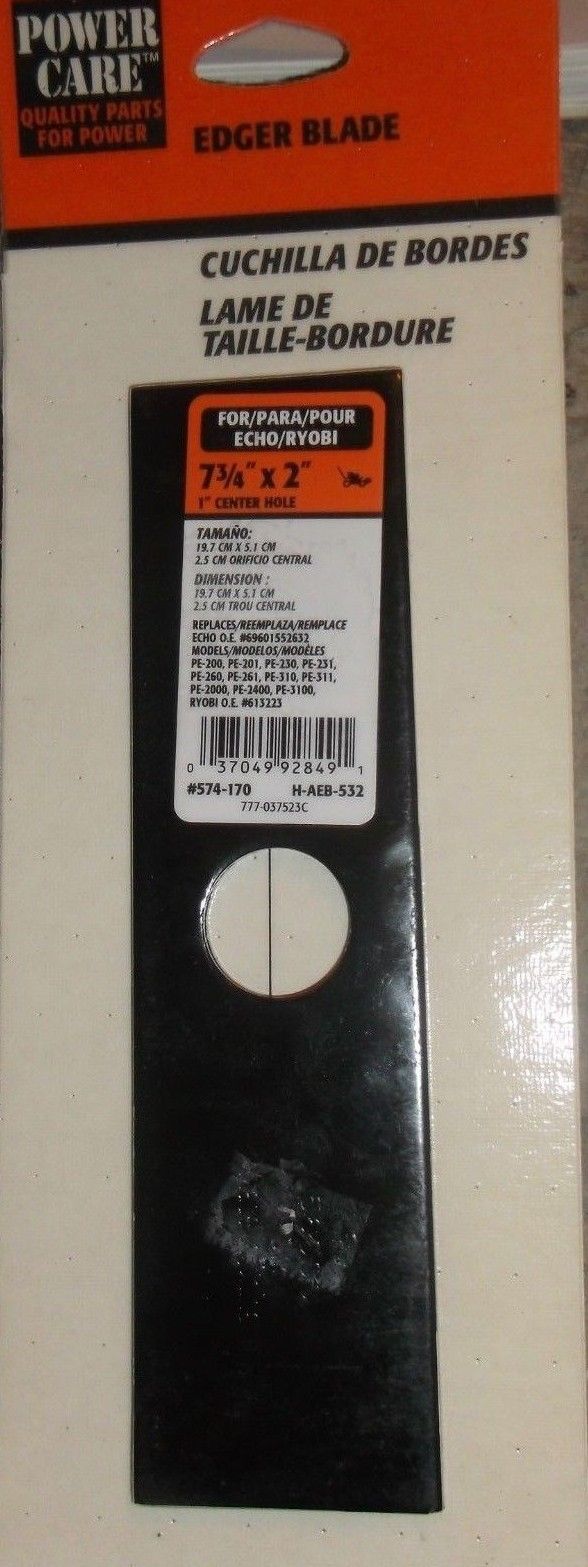 POWER
CARE™
QUALITY PARTS
FOR POWER
EDGER BLADE
CUCHILLA DE BORDES
LAME DE
TAILLE-BORDURE
FOR/PARA/POUR
ECHO/RYOBI
7 3/4" x 2"
1" CENTER HOLE
TAMAÑO:
19.7 CM X 5.1 CM
2.5 CM ORIFICIO CENTRAL
DIMENSION :
19.7 CM X 5.1 CM
2.5 CM TROU CENTRAL
REPLACES/REEMPLAZA/REMPLACE
ECHO O.E. #69601552632
MODELS/MODELOS/MODÈLES
PE-200, PE-201, PE-230, PE-231,
PE-260, PE-261, PE-310, PE-311,
PE-2000, PE-2400, PE-3100,
RYOBI O.E. #613223
0 37049 92849 1
#574-170 H-AEB-532
777-037523C